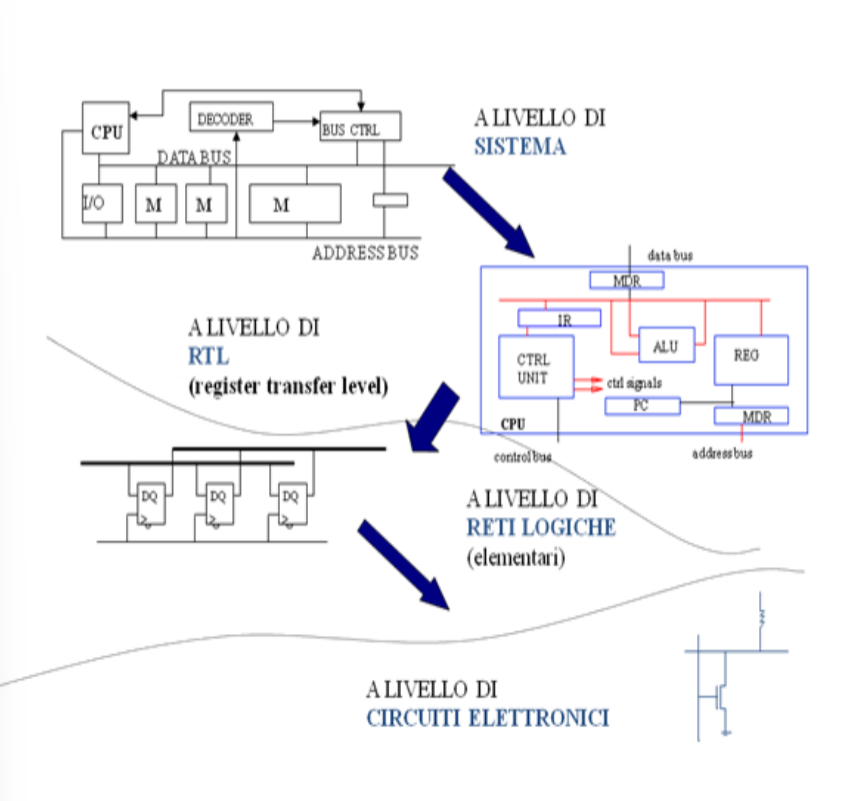 CPU
DECODER
BUS CTRL
DATA BUS
I/O
M
M
M
ADDRESS BUS
A LIVELLO DI
SISTEMA
data bus
MDR
IR
ALU
REG
CTRL
UNIT
ctrl signals
PC
MDR
CPU
control bus
address bus
A LIVELLO DI
RTL
(register transfer level)
DQ
DQ
DQ
A LIVELLO DI
RETI LOGICHE
(elementari)
A LIVELLO DI
CIRCUITI ELETTRONICI